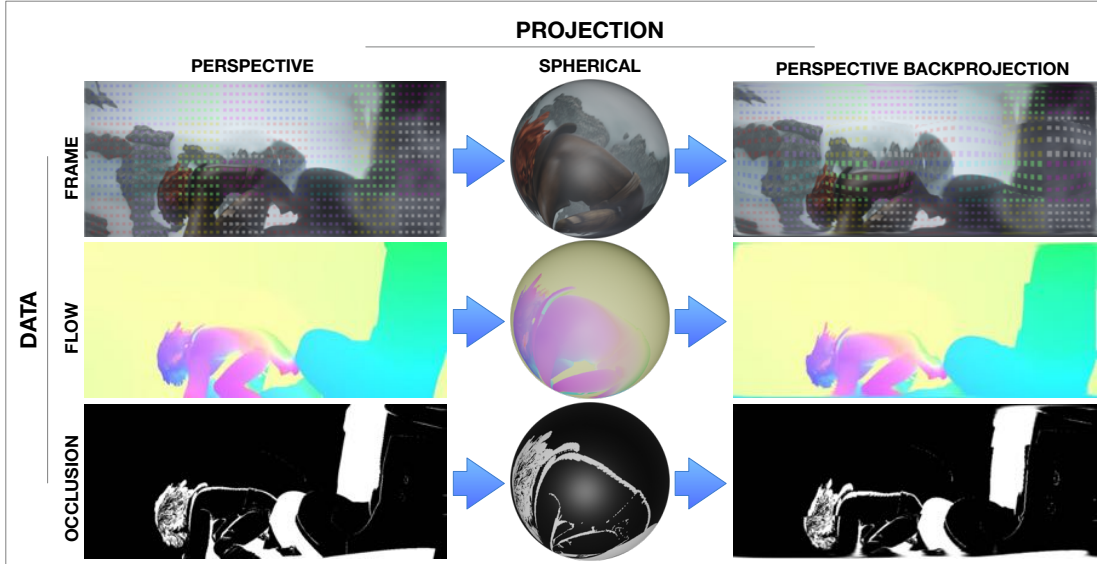 PROJECTION
PERSPECTIVE
SPHERICAL
PERSPECTIVE BACKPROJECTION
DATA
FRAME
FLOW
OCCLUSION